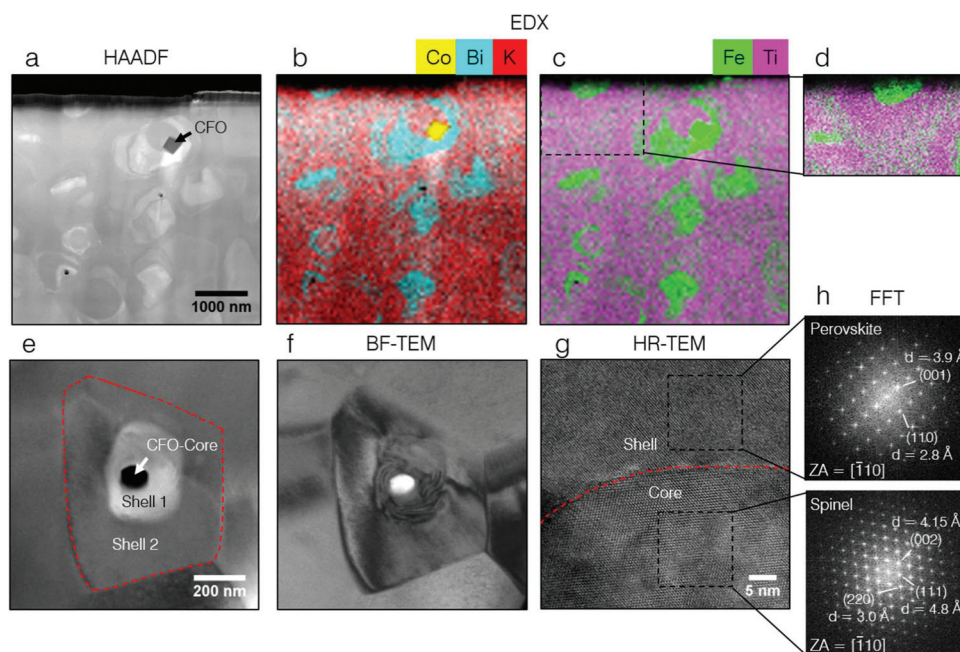 EDX
a HAADF
b Co Bi K
c Fe Ti
d
CFO
1000 nm
h FFT
e
f BF-TEM
g HR-TEM
Perovskite
d = 3.9 Å
(001)
(110)
d = 2.8 Å
ZA = [1̄10]
CFO-Core
Shell 1
Shell 2
200 nm
Shell
Core
5 nm
Spinel
d = 4.15 Å
(002)
(220)
(111)
d = 3.0 Å
d = 4.8 Å
ZA = [1̄10]